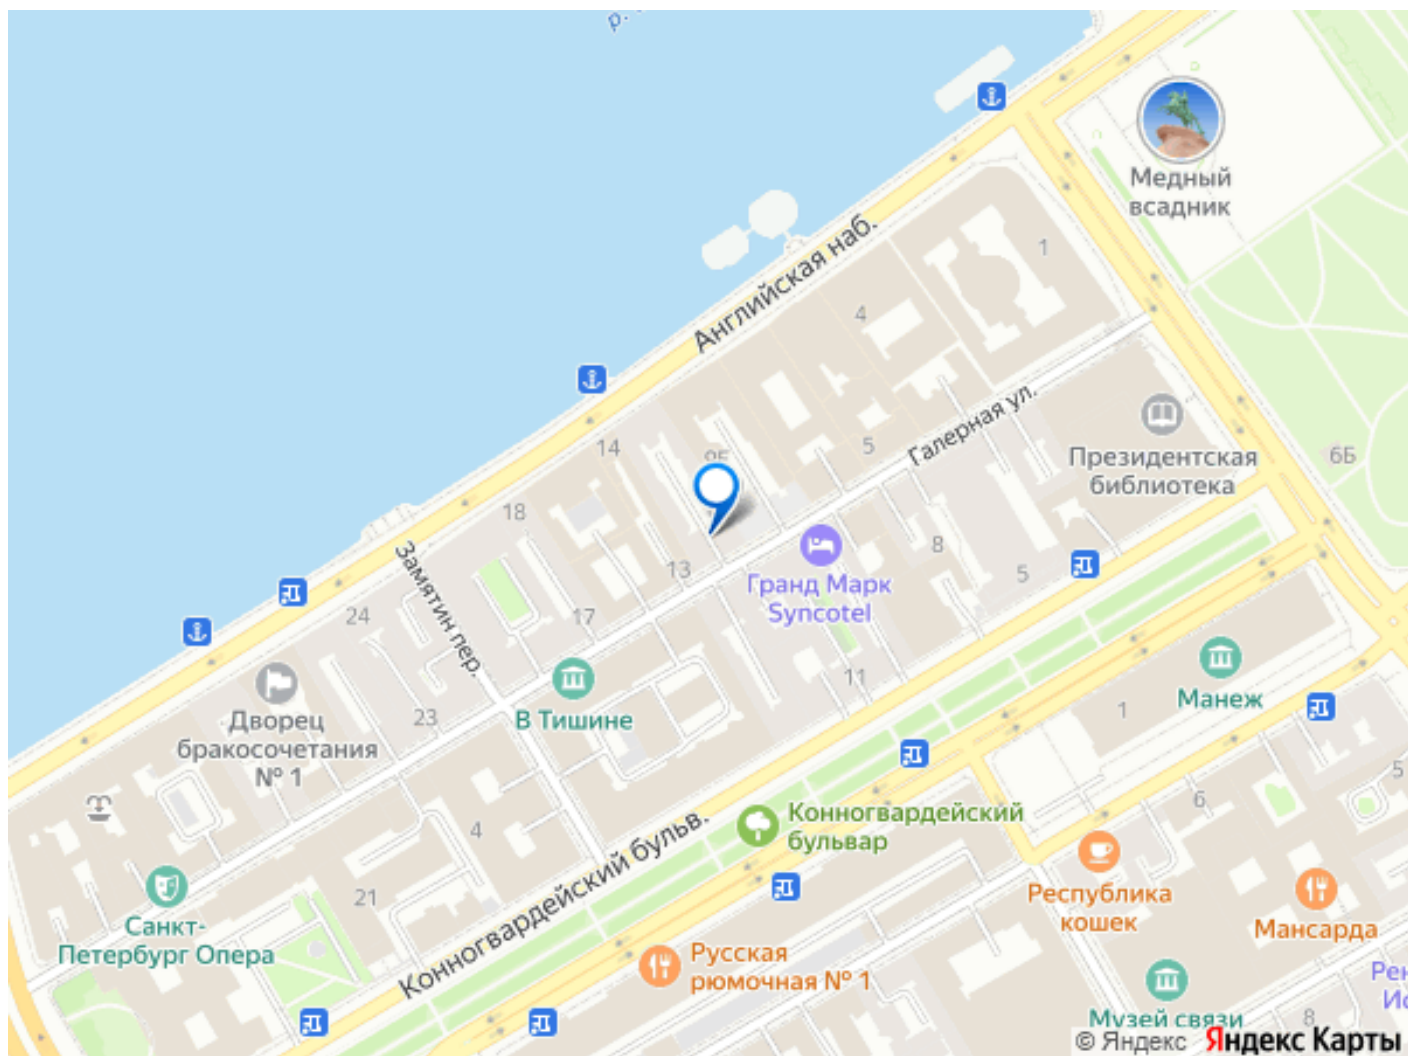 р.
Медный
всадник
Английская наб.
1
4
Галерная ул.
5
Президентская
библиотека
6Б
14
9Б
18
13
Замятин пер.
Гранд Марк
Syncotel
8
5
24
17
11
Манеж
1
Дворец
бракосочетания
№ 1
23
В Тишине
5
6
4
Конногвардейский
бульвар
Конногвардейский бульв.
21
Республика
кошек
Мансарда
Санкт-
Петербург Опера
Русская
рюмочная № 1
Рен
Ис
Музей связи
8
© Яндекс Яндекс Карты